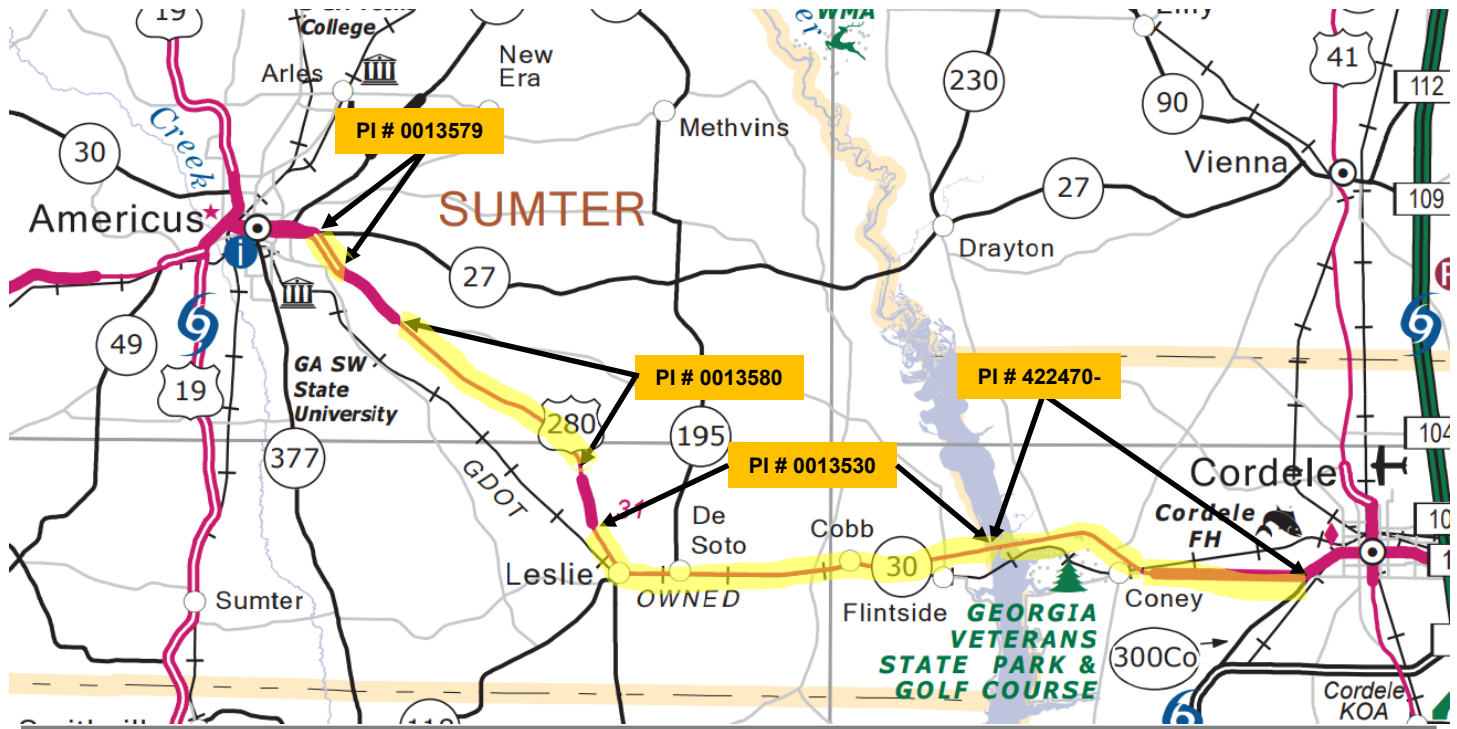 19
College
New
Era
Arles
WMA
230
41
112
90
PI # 0013579
Methvins
Creek
30
Vienna
27
109
SUMTER
Americus
Drayton
i
27
49
GA SW
State
University
19
PI # 0013580
PI # 422470-
280
195
104
377
PI # 0013530
Cordele
GDOT
31
De
Soto
Cobb
Cordele
FH
10
1
Leslie
30
OWNED
Sumter
Flintside
Coney
GEORGIA
VETERANS
STATE PARK &
GOLF COURSE
300Co
Cordele
KOA